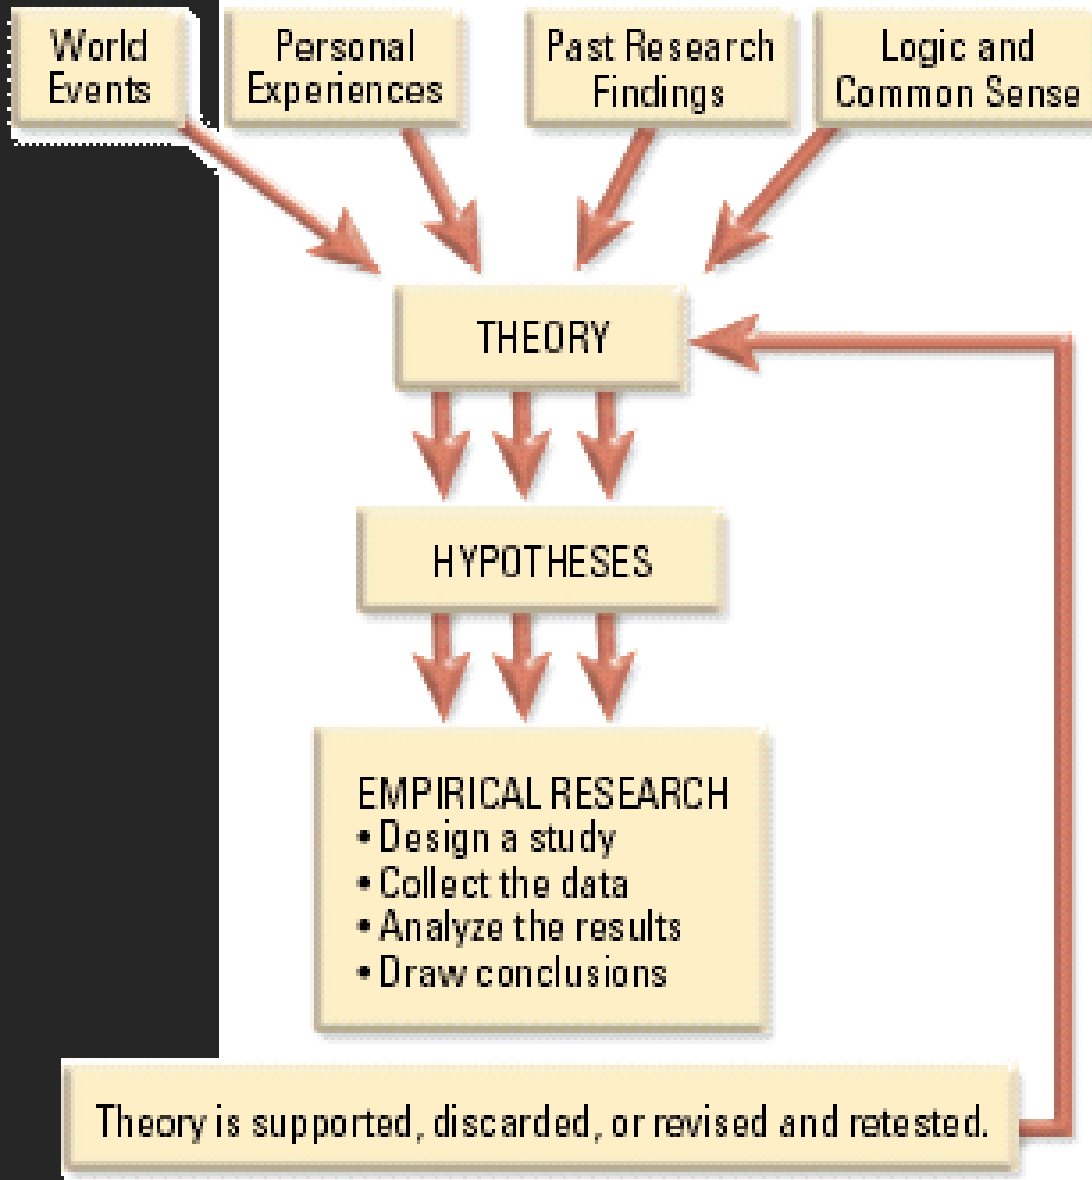 World
Events
Personal
Experiences
Past Research
Findings
Logic and
Common Sense
THEORY
HYPOTHESES
EMPIRICAL RESEARCH
• Design a study
• Collect the data
• Analyze the results
• Draw conclusions
Theory is supported, discarded, or revised and retested.